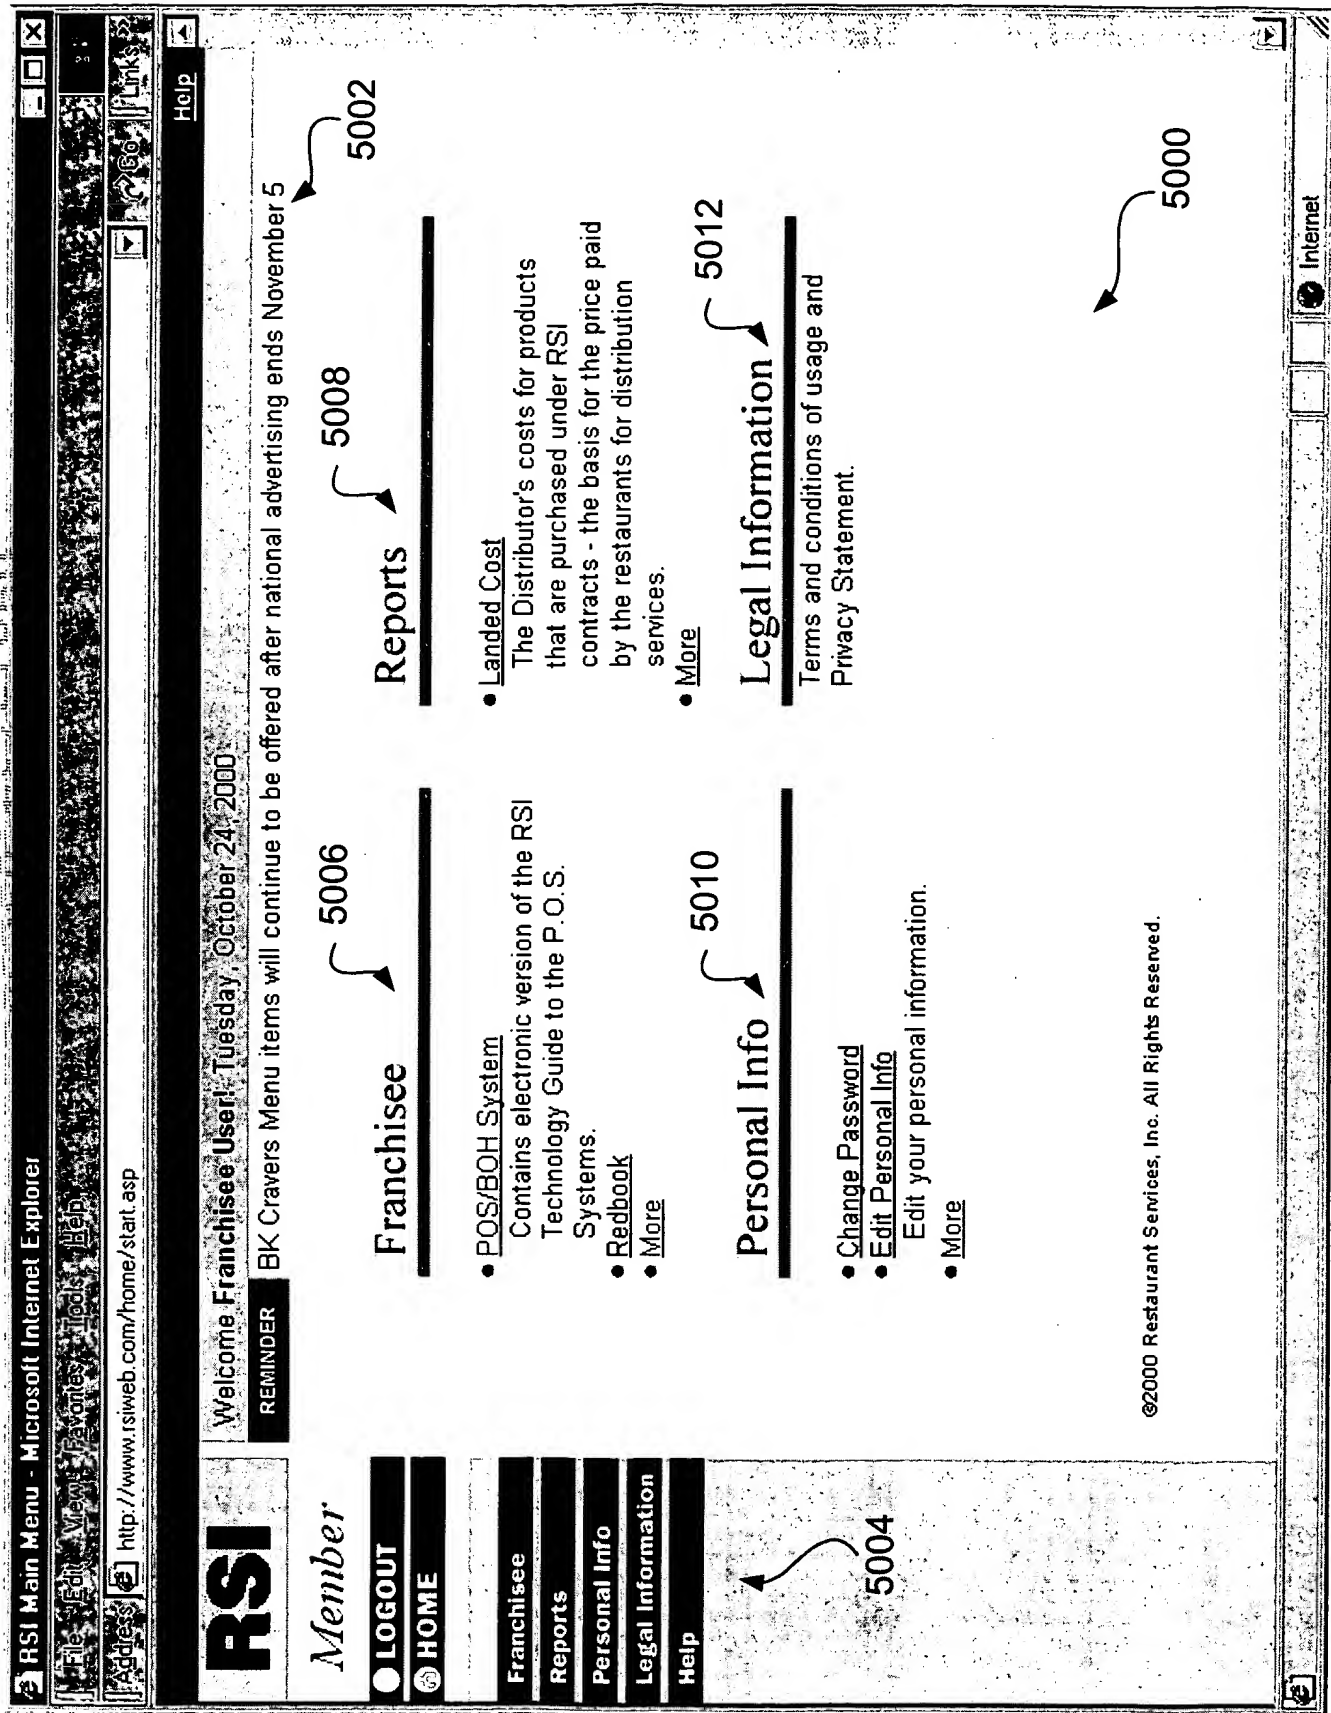 RSI Main Menu - Microsoft Internet Explorer
File Edit View Favorites Tools Help
Address http://www.rsiweb.com/home/start.asp Go Links »
Help
RSI
Welcome Franchisee User! Tuesday, October 24, 2000
REMINDER BK Cravers Menu items will continue to be offered after national advertising ends November 5
5002
Member
LOGOUT
HOME
Franchisee
Reports
Personal Info
Legal Information
Help
5004
Franchisee
5006
• POS/BOH System
Contains electronic version of the RSI
Technology Guide to the P.O.S.
Systems.
• Redbook
• More
Reports
5008
• Landed Cost
The Distributor's costs for products
that are purchased under RSI
contracts - the basis for the price paid
by the restaurants for distribution
services.
• More
Personal Info
5010
• Change Password
• Edit Personal Info
Edit your personal information.
• More
Legal Information
5012
Terms and conditions of usage and
Privacy Statement.
5000
©2000 Restaurant Services, Inc. All Rights Reserved.
Internet